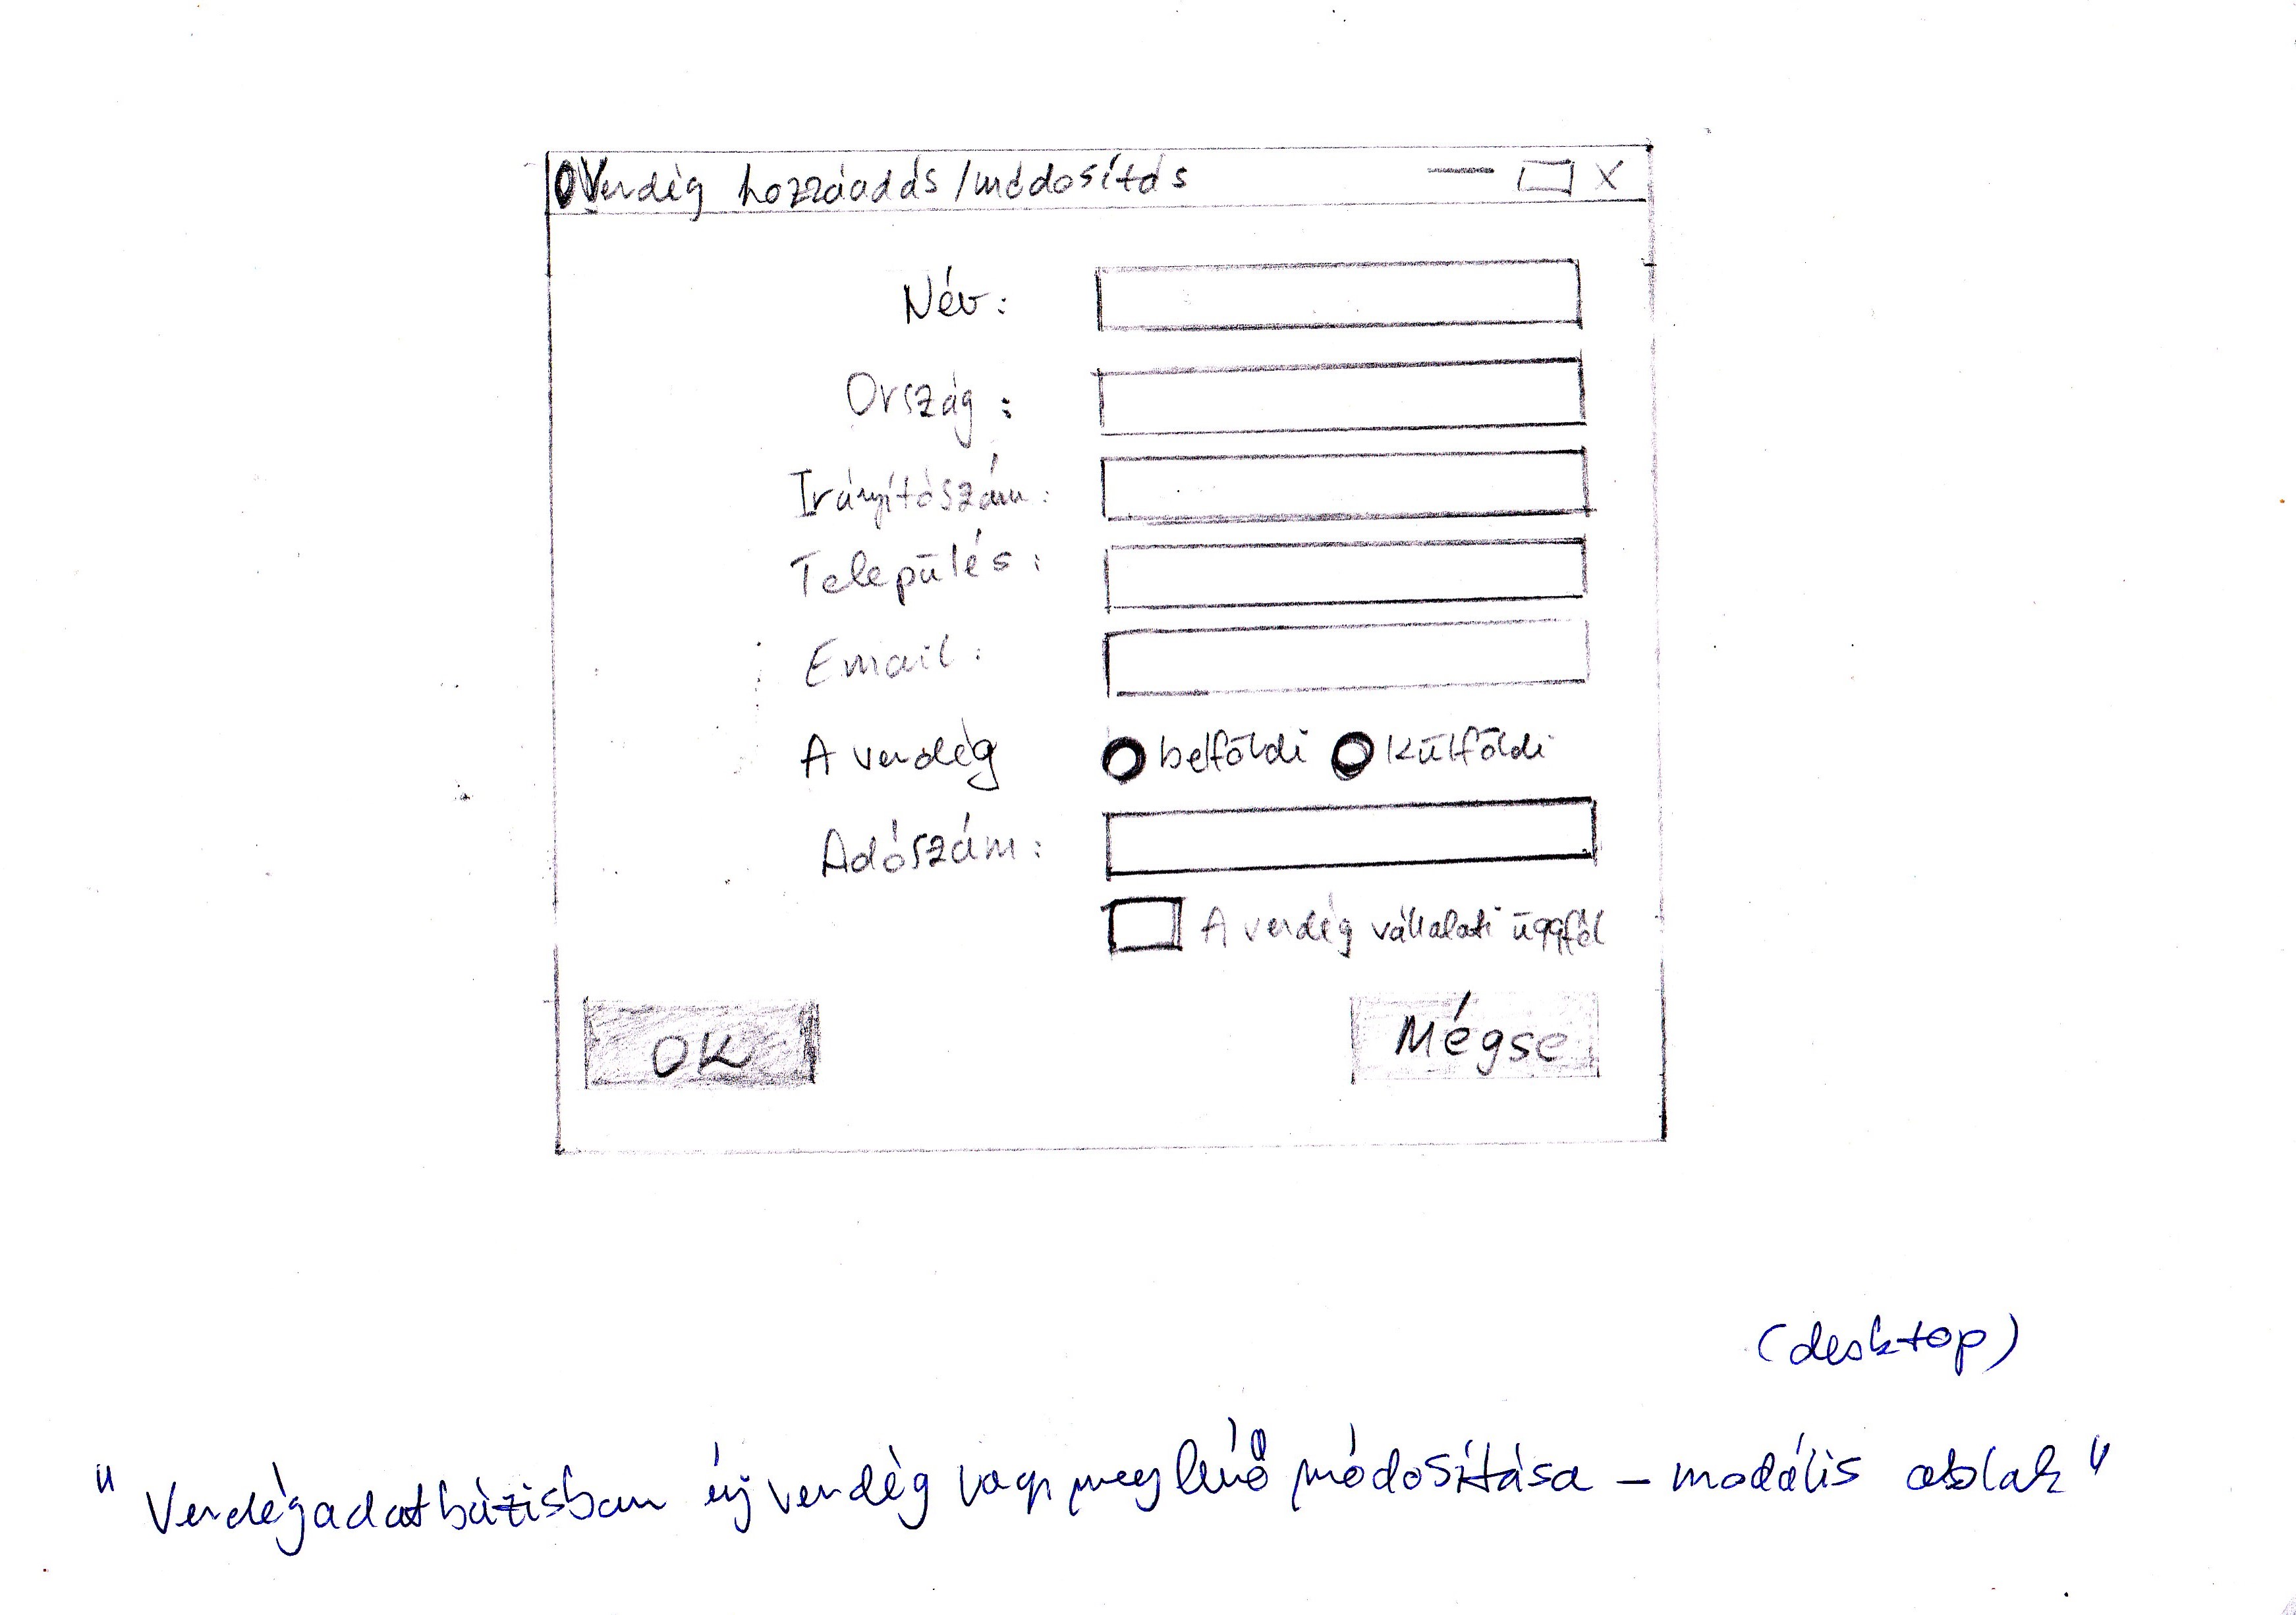 Vendég hozzáadás/módosítás — X
Név:
Ország:
Irányítószám:
Település:
Email:
A vendég belföldi külföldi
Adószám:
A vendég vállalati ügyfél
OK Mégse
(desktop)
"Vendégadatbázisban új vendég vagy meglévő módosítása – modális ablak"